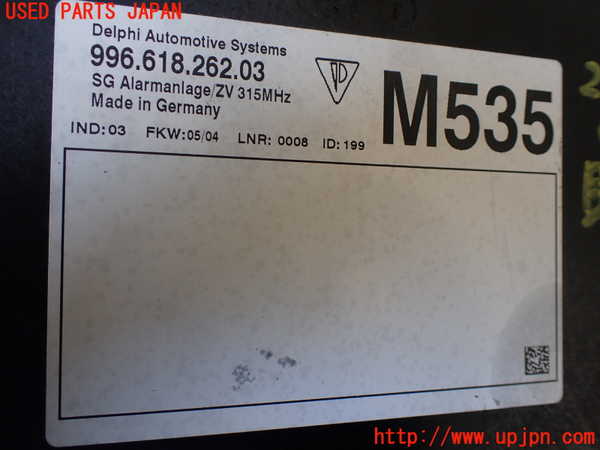 USED PARTS JAPAN
Delphi Automotive Systems
996.618.262.03
SG Alarmanlage/ZV 315MHz
Made in Germany
M535
IND:03 FKW:05/04 LNR: 0008 ID:199
http://www.upjpn.com/